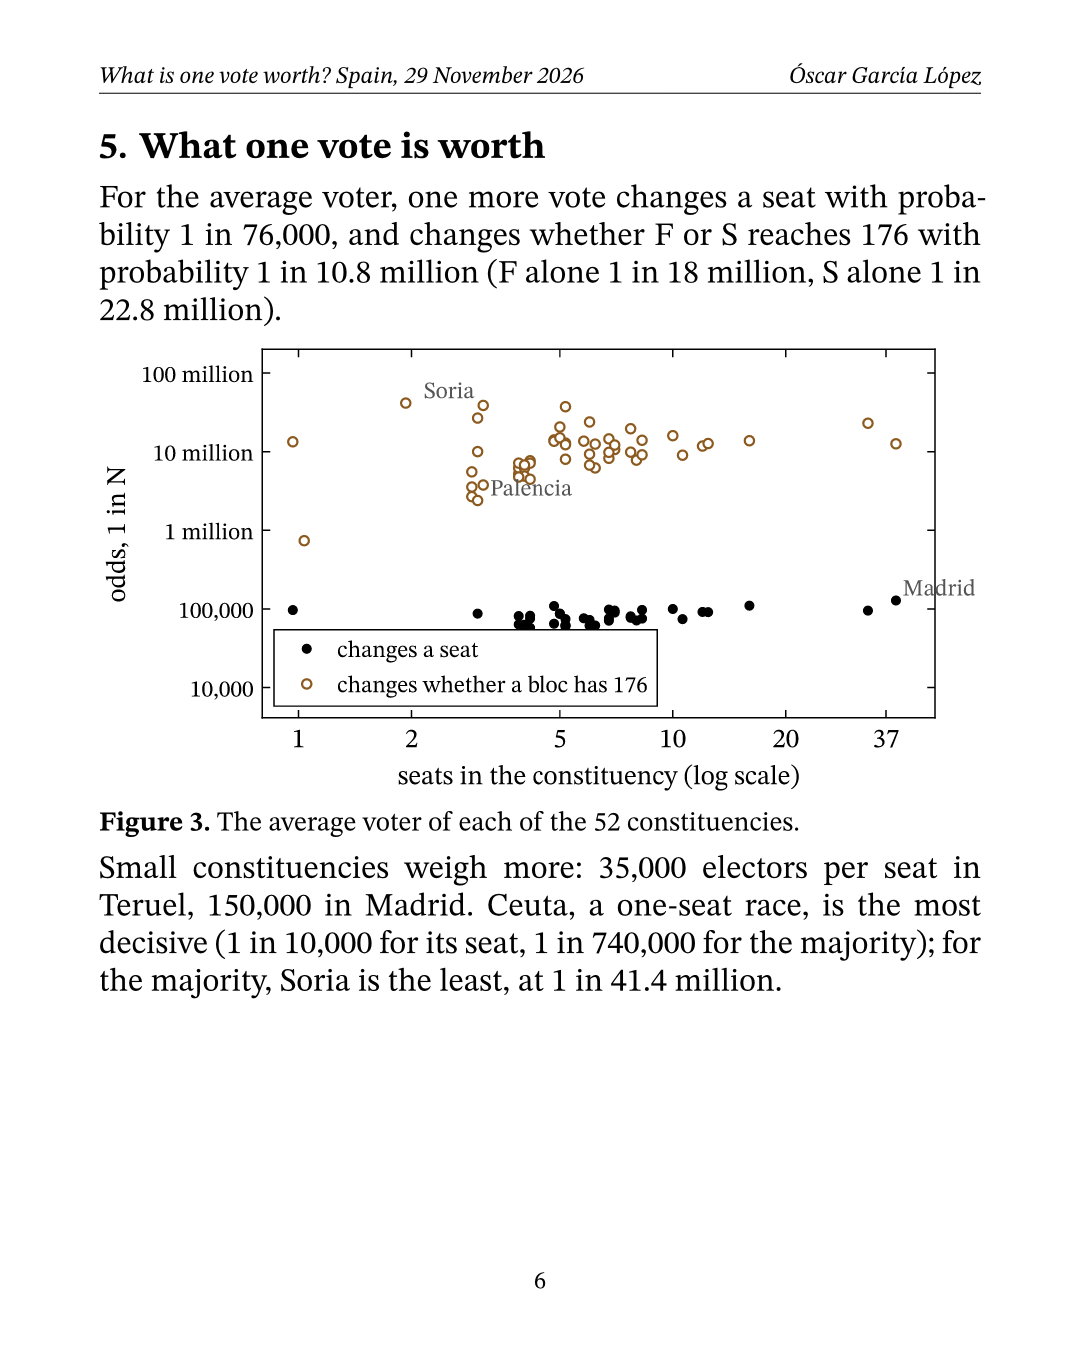 What is one vote worth? Spain, 29 November 2026
Óscar García López
5. What one vote is worth
For the average voter, one more vote changes a seat with proba-
bility 1 in 76,000, and changes whether F or S reaches 176 with
probability 1 in 10.8 million (F alone 1 in 18 million, S alone 1 in
22.8 million).
100 million
10 million
1 million
100,000
10,000
odds, 1 in N
Soria
Palencia
Madrid
changes a seat
changes whether a bloc has 176
1 2 5 10 20 37
seats in the constituency (log scale)
Figure 3. The average voter of each of the 52 constituencies.
Small constituencies weigh more: 35,000 electors per seat in
Teruel, 150,000 in Madrid. Ceuta, a one-seat race, is the most
decisive (1 in 10,000 for its seat, 1 in 740,000 for the majority); for
the majority, Soria is the least, at 1 in 41.4 million.
6